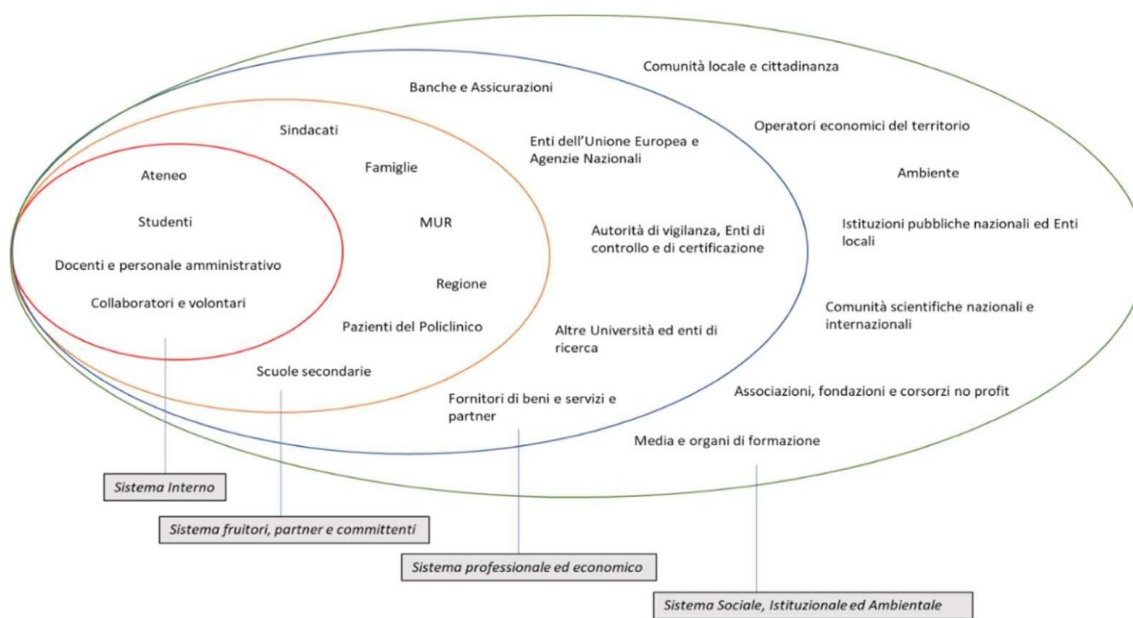 Comunità locale e cittadinanza
Banche e Assicurazioni
Operatori economici del territorio
Sindacati
Enti dell'Unione Europea e
Agenzie Nazionali
Famiglie
Ateneo
Ambiente
Studenti
MUR
Autorità di vigilanza, Enti di
controllo e di certificazione
Istituzioni pubbliche nazionali ed Enti
locali
Docenti e personale amministrativo
Regione
Collaboratori e volontari
Comunità scientifiche nazionali e
internazionali
Pazienti del Policlinico
Altre Università ed enti di
ricerca
Scuole secondarie
Associazioni, fondazioni e corsorzi no profit
Fornitori di beni e servizi e
partner
Media e organi di formazione
Sistema Interno
Sistema fruitori, partner e committenti
Sistema professionale ed economico
Sistema Sociale, Istituzionale ed Ambientale